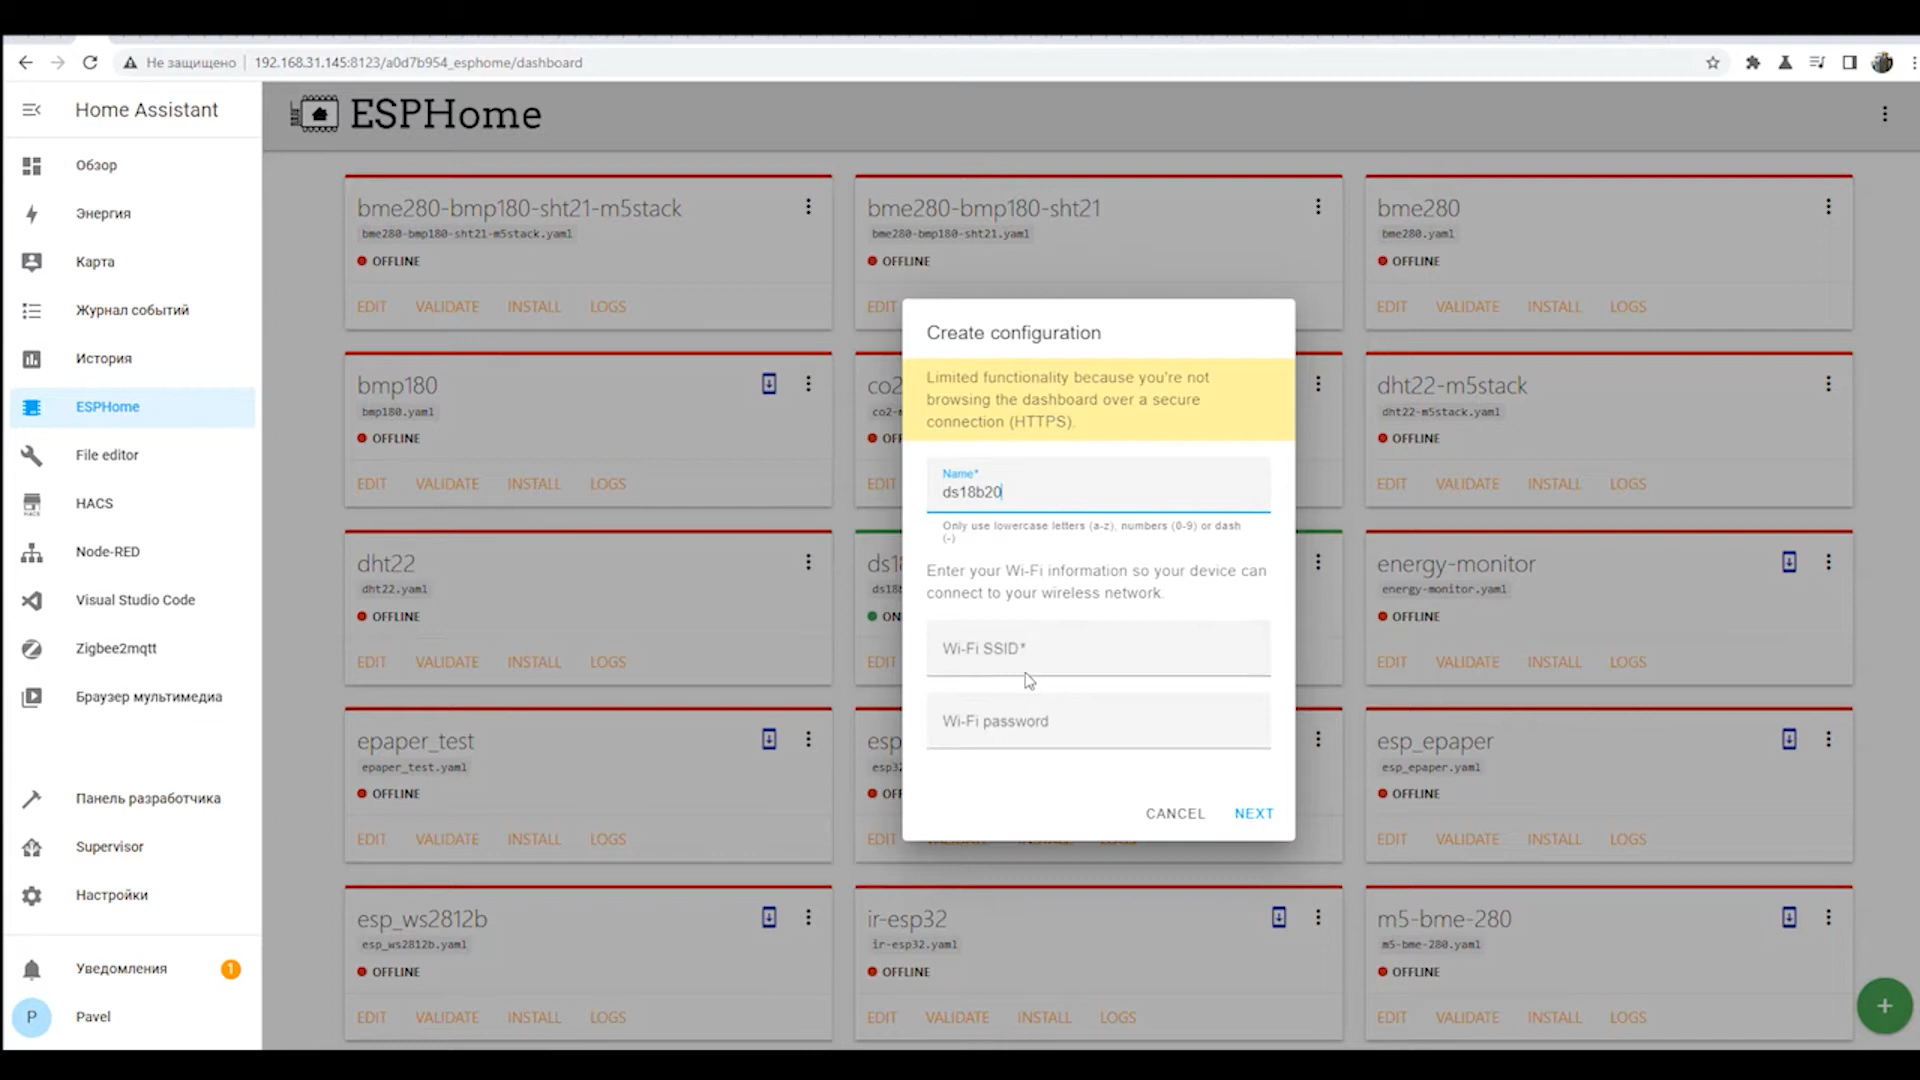 Не защищено
192.168.31.145:8123/a0d7b954_esphome/dashboard
Home Assistant
Обзор
Энергия
Карта
Журнал событий
История
ESPHome
File editor
HACS
Node-RED
Visual Studio Code
Zigbee2mqtt
Браузер мультимедиа
Панель разработчика
Supervisor
Настройки
Уведомления
1
P
Pavel
ESPHome
bme280-bmp180-sht21-m5stack
bme280-bmp180-sht21-m5stack.yaml
OFFLINE
EDIT VALIDATE INSTALL LOGS
bme280-bmp180-sht21
bme280-bmp180-sht21.yaml
OFFLINE
EDIT
bme280
bme280.yaml
OFFLINE
EDIT VALIDATE INSTALL LOGS
bmp180
bmp180.yaml
OFFLINE
EDIT VALIDATE INSTALL LOGS
EDIT
dht22-m5stack
dht22-m5stack.yaml
OFFLINE
EDIT VALIDATE INSTALL LOGS
dht22
dht22.yaml
OFFLINE
EDIT VALIDATE INSTALL LOGS
EDIT
energy-monitor
energy-monitor.yaml
OFFLINE
EDIT VALIDATE INSTALL LOGS
epaper_test
epaper_test.yaml
OFFLINE
EDIT VALIDATE INSTALL LOGS
EDIT
esp_epaper
esp_epaper.yaml
OFFLINE
EDIT VALIDATE INSTALL LOGS
esp_ws2812b
esp_ws2812b.yaml
OFFLINE
EDIT VALIDATE INSTALL LOGS
ir-esp32
ir-esp32.yaml
OFFLINE
EDIT VALIDATE INSTALL LOGS
m5-bme-280
m5-bme-280.yaml
OFFLINE
EDIT VALIDATE INSTALL LOGS
Create configuration
Limited functionality because you're not
browsing the dashboard over a secure
connection (HTTPS).
Name*
ds18b20
Only use lowercase letters (a-z), numbers (0-9) or dash
(-)
Enter your Wi-Fi information so your device can
connect to your wireless network.
Wi-Fi SSID*
Wi-Fi password
CANCEL NEXT